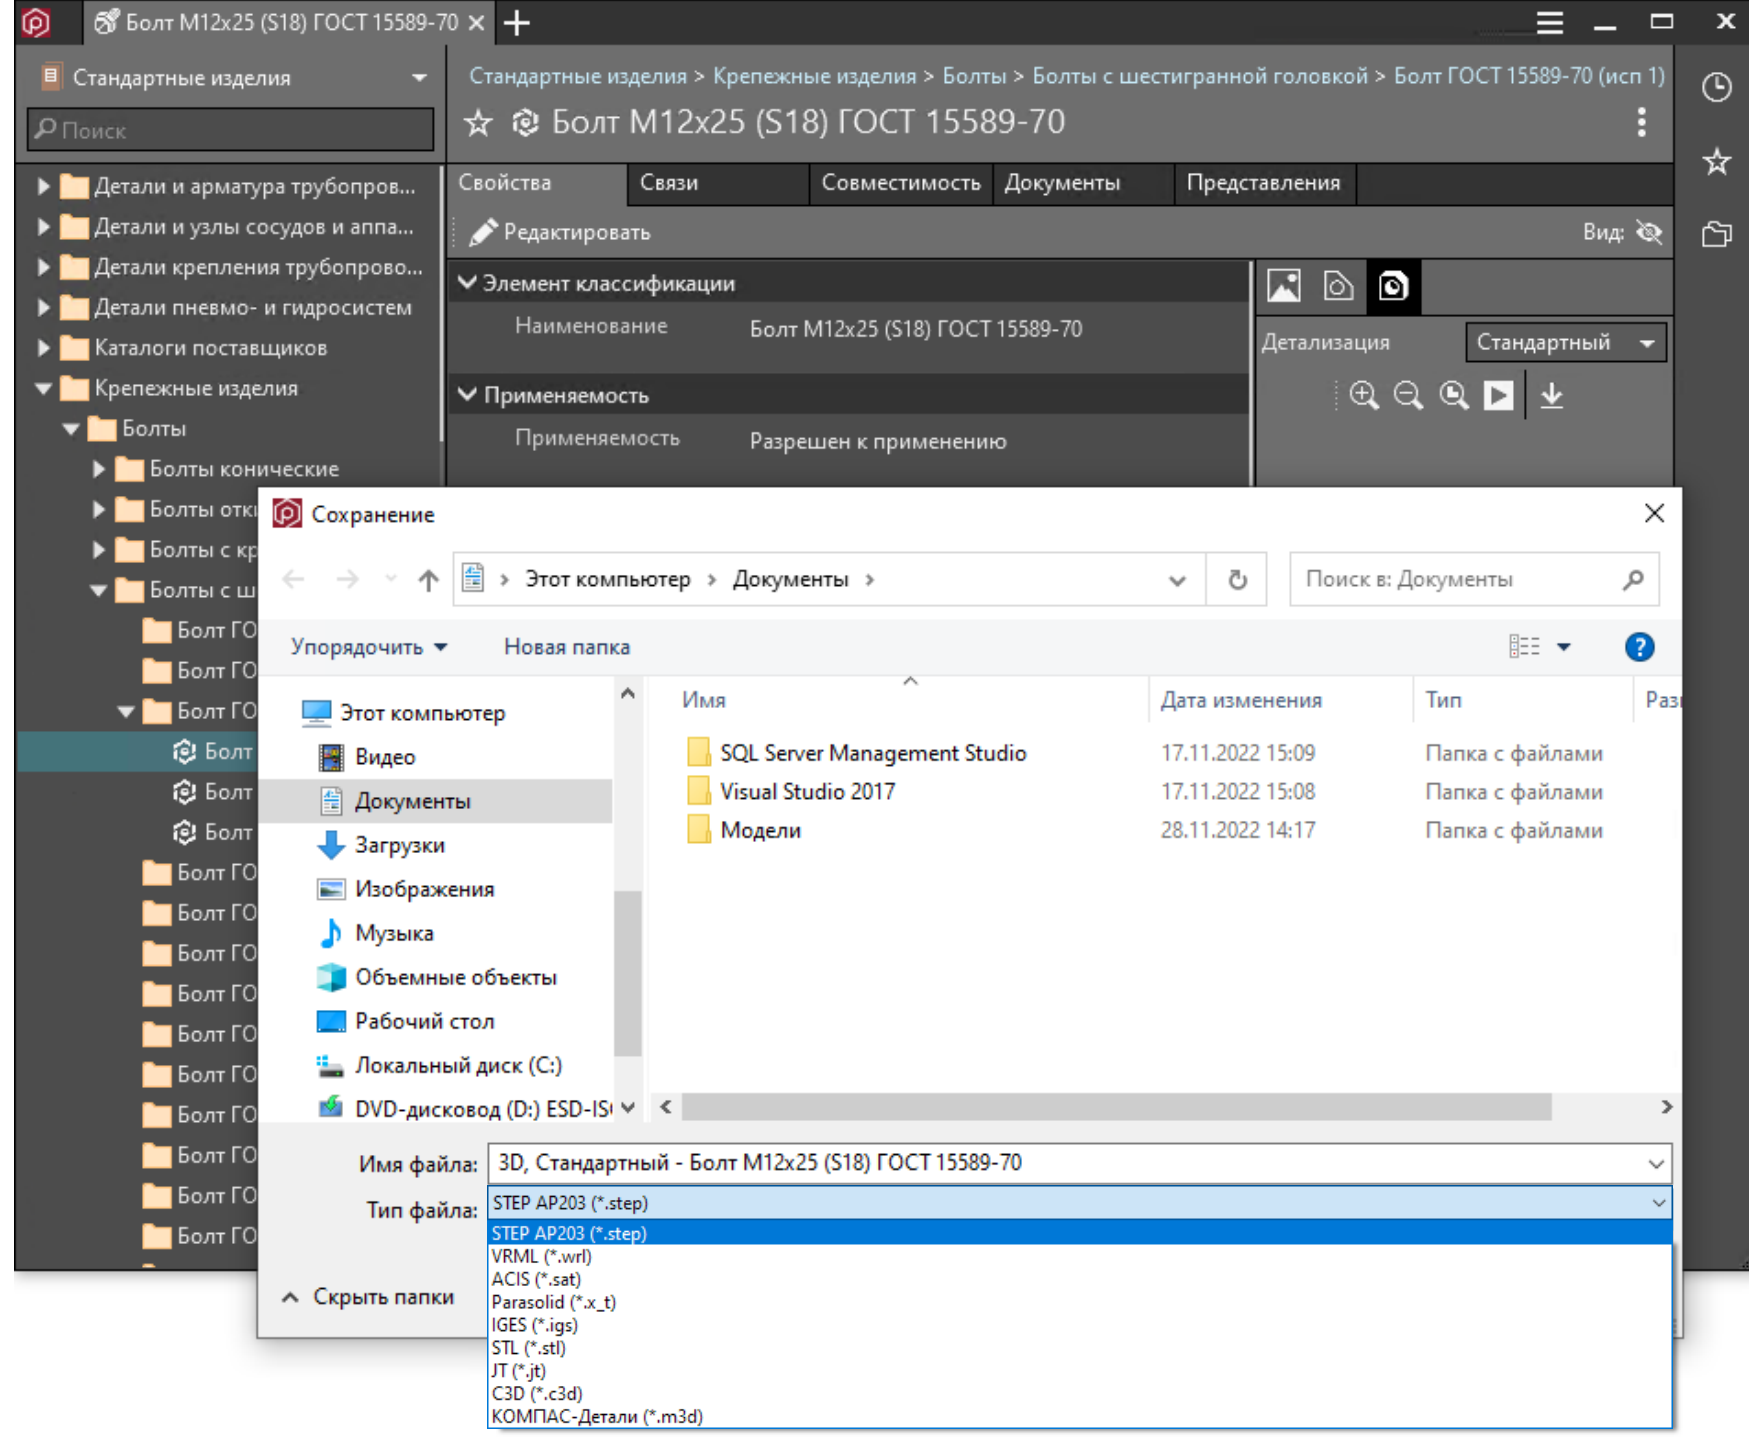 Болт М12х25 (S18) ГОСТ 15589-70
Стандартные изделия
Поиск
Детали и арматура трубопров...
Детали и узлы сосудов и аппа...
Детали крепления трубопрово...
Детали пневмо- и гидросистем
Каталоги поставщиков
Крепежные изделия
Болты
Болты конические
Болты отк
Болты с кр
Болты с ш
Болт ГО
Болт ГО
Болт ГО
Болт
Болт
Болт
Болт ГО
Болт ГО
Болт ГО
Болт ГО
Болт ГО
Болт ГО
Болт ГО
Болт ГО
Болт ГО
Болт ГО
Стандартные изделия > Крепежные изделия > Болты > Болты с шестигранной головкой > Болт ГОСТ 15589-70 (исп 1)
Болт М12х25 (S18) ГОСТ 15589-70
Свойства
Связи
Совместимость
Документы
Представления
Редактировать
Вид:
Элемент классификации
Наименование
Болт М12х25 (S18) ГОСТ 15589-70
Применяемость
Применяемость
Разрешен к применению
Детализация
Стандартный
Сохранение
Этот компьютер > Документы >
Поиск в: Документы
Упорядочить
Новая папка
Этот компьютер
Видео
Документы
Загрузки
Изображения
Музыка
Объемные объекты
Рабочий стол
Локальный диск (C:)
DVD-дисковод (D:) ESD-IS
Имя
Дата изменения
Тип
Раз
SQL Server Management Studio
17.11.2022 15:09
Папка с файлами
Visual Studio 2017
17.11.2022 15:08
Папка с файлами
Модели
28.11.2022 14:17
Папка с файлами
Имя файла:
3D, Стандартный - Болт М12х25 (S18) ГОСТ 15589-70
Тип файла:
STEP AP203 (*.step)
STEP AP203 (*.step)
VRML (*.wrl)
ACIS (*.sat)
Parasolid (*.x_t)
IGES (*.igs)
STL (*.stl)
JT (*.jt)
C3D (*.c3d)
КОМПАС-Детали (*.m3d)
Скрыть папки